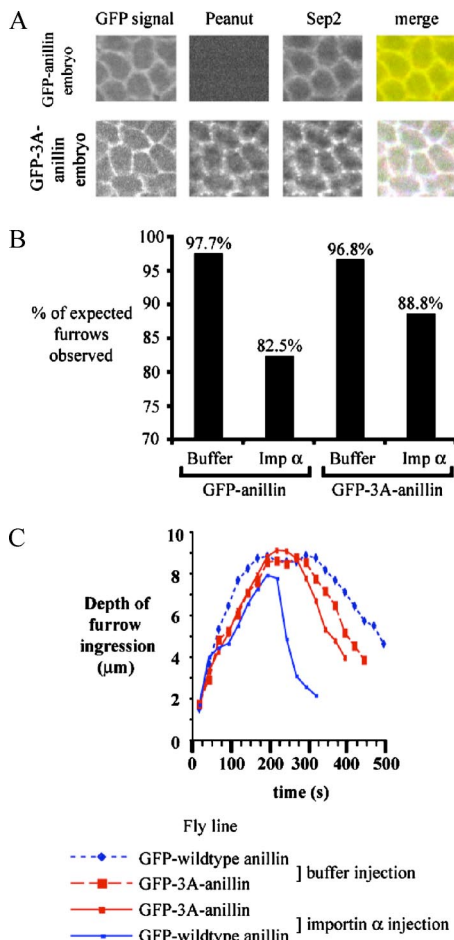 A
GFP signal Peanut Sep2 merge
GFP-anillin
embryo
GFP-3A-
anillin
embryo
B
% of expected
furrows
observed
100
95
90
85
80
75
70
97.7%
82.5%
96.8%
88.8%
Buffer Imp α Buffer Imp α
GFP-anillin GFP-3A-anillin
C
Depth of
furrow
ingression
(μm)
10
8
6
4
2
0
0 100 200 300 400 500
time (s)
Fly line
GFP-wildtype anillin
GFP-3A-anillin
] buffer injection
GFP-3A-anillin
GFP-wildtype anillin
] importin α injection